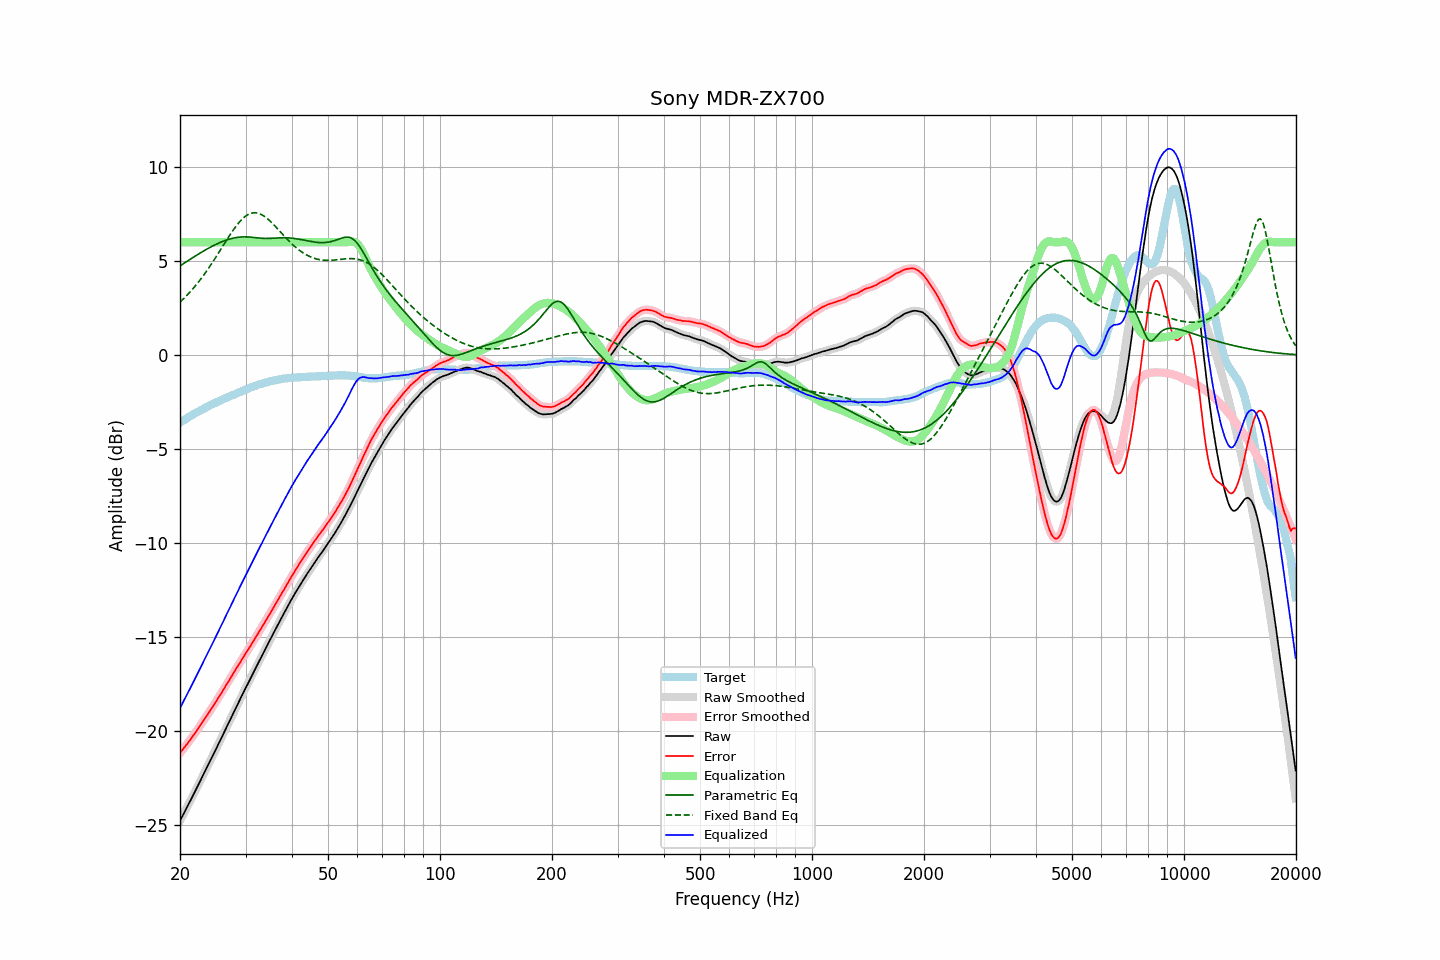 Sony MDR-ZX700
Amplitude (dBr)
10
5
0
−5
−10
−15
−20
−25
Target
Raw Smoothed
Error Smoothed
Raw
Error
Equalization
Parametric Eq
Fixed Band Eq
Equalized
20 50 100 200 500 1000 2000 5000 10000 20000
Frequency (Hz)